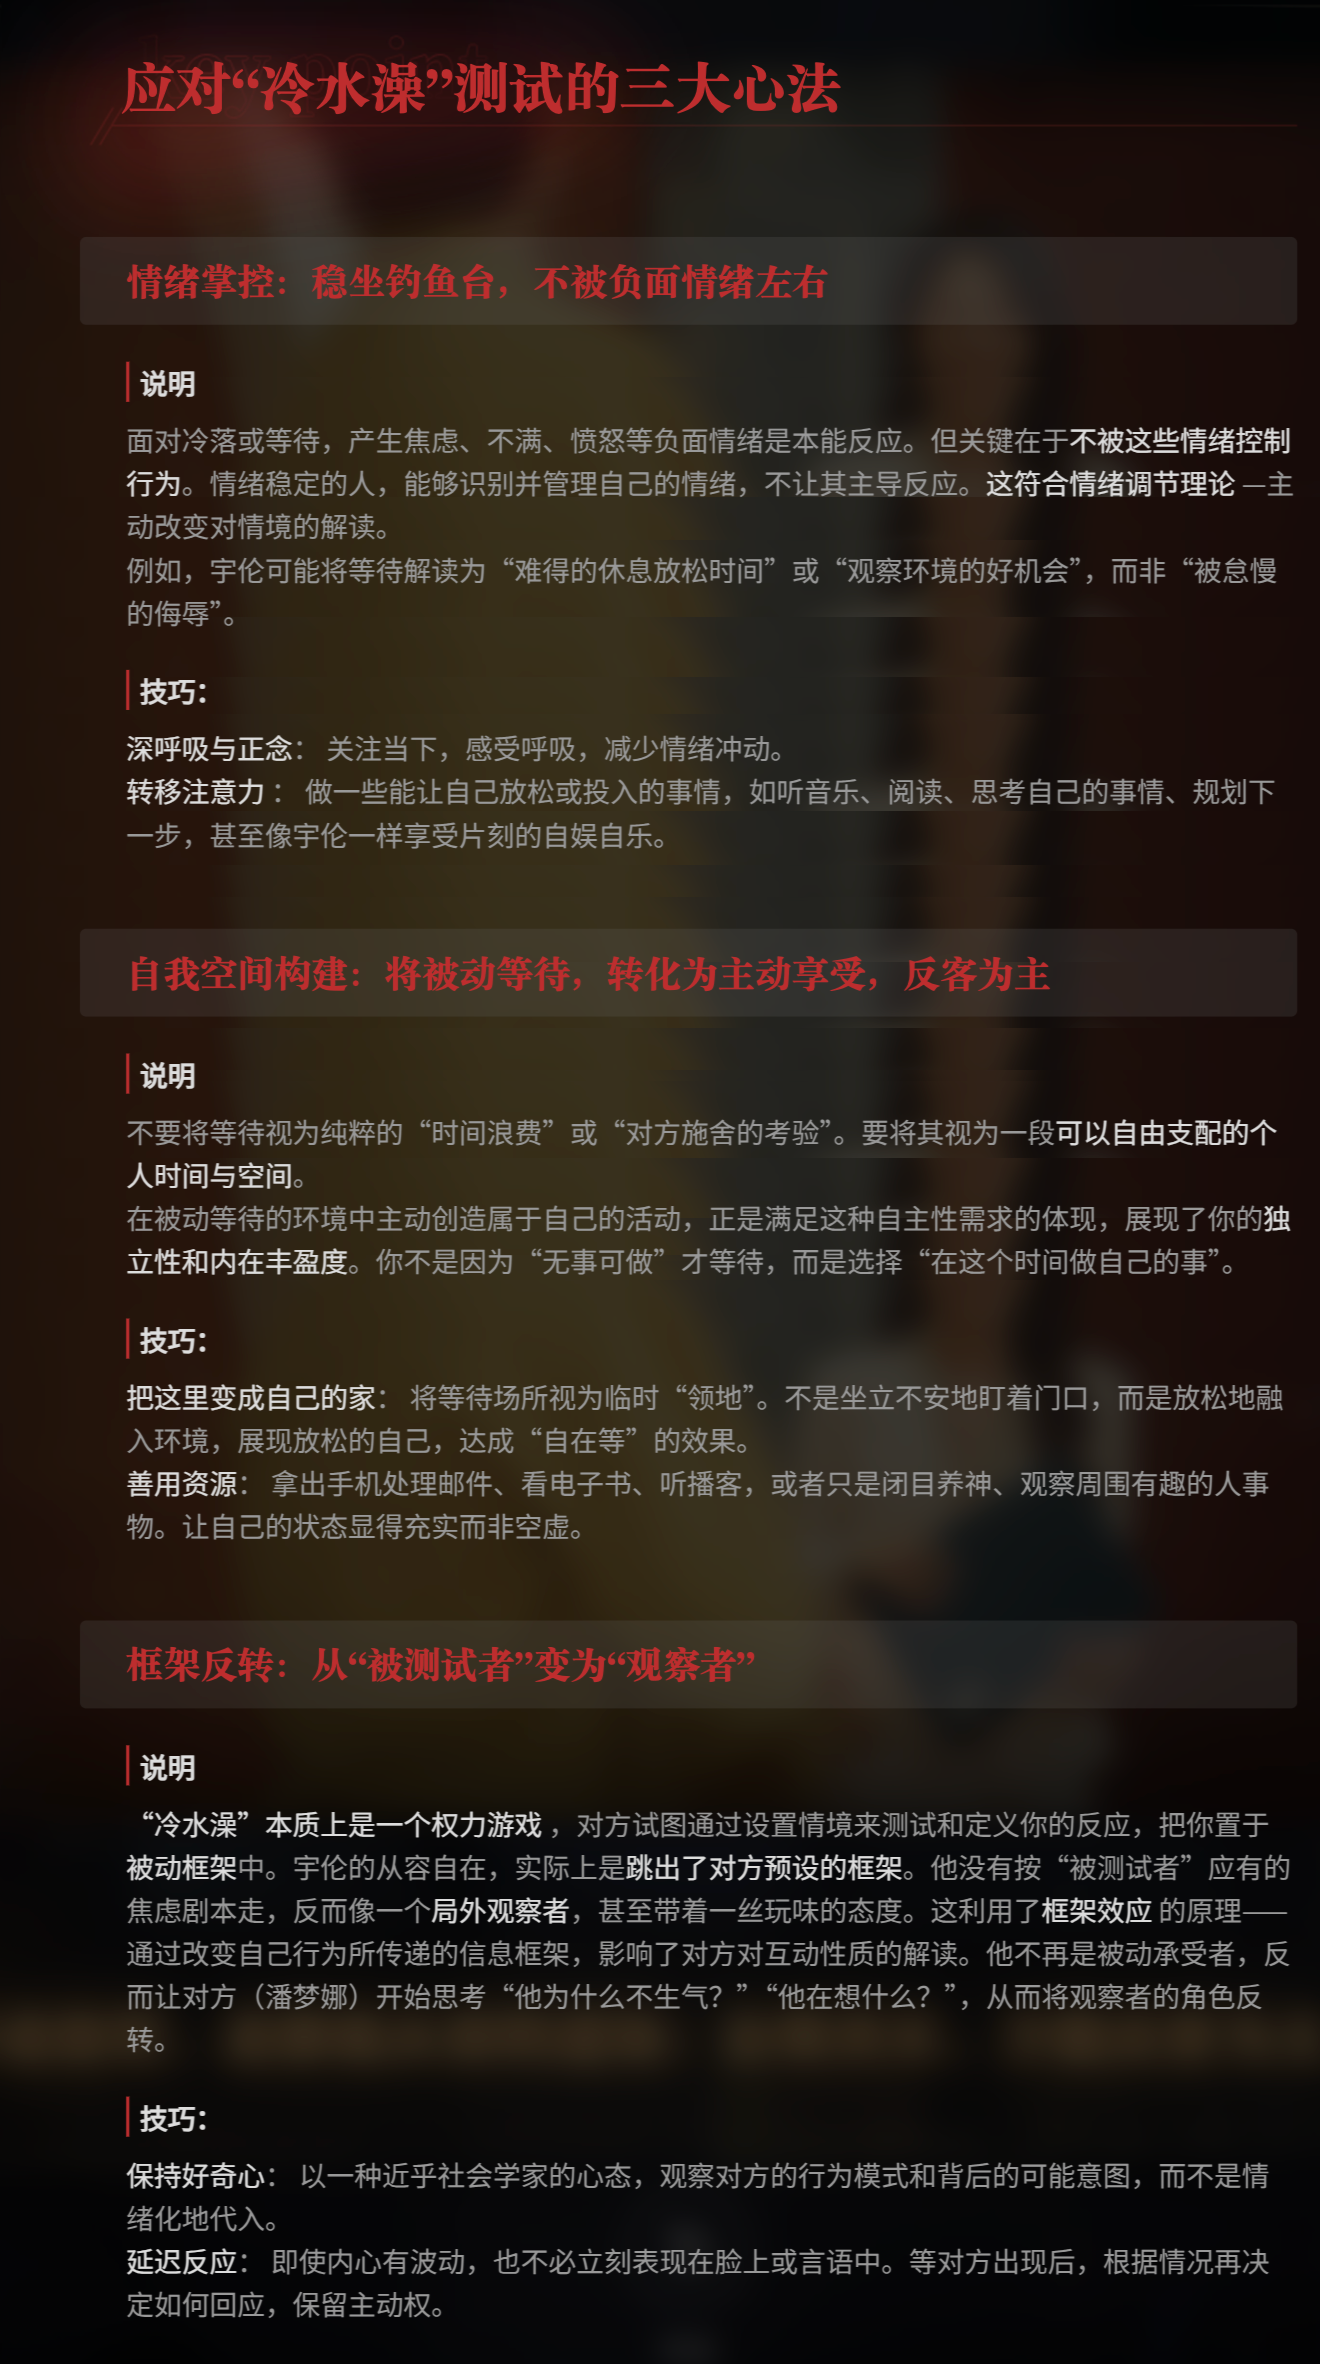 key point
应对“冷水澡”测试的三大心法
情绪掌控：稳坐钓鱼台，不被负面情绪左右
说明
面对冷落或等待，产生焦虑、不满、愤怒等负面情绪是本能反应。但关键在于不被这些情绪控制
行为。情绪稳定的人，能够识别并管理自己的情绪，不让其主导反应。这符合情绪调节理论 —主
动改变对情境的解读。
例如，宇伦可能将等待解读为“难得的休息放松时间”或“观察环境的好机会”，而非“被怠慢
的侮辱”。
技巧：
深呼吸与正念： 关注当下，感受呼吸，减少情绪冲动。
转移注意力 ： 做一些能让自己放松或投入的事情，如听音乐、阅读、思考自己的事情、规划下
一步，甚至像宇伦一样享受片刻的自娱自乐。
自我空间构建：将被动等待，转化为主动享受，反客为主
说明
不要将等待视为纯粹的“时间浪费”或“对方施舍的考验”。要将其视为一段可以自由支配的个
人时间与空间。
在被动等待的环境中主动创造属于自己的活动，正是满足这种自主性需求的体现，展现了你的独
立性和内在丰盈度。你不是因为“无事可做”才等待，而是选择“在这个时间做自己的事”。
技巧：
把这里变成自己的家： 将等待场所视为临时“领地”。不是坐立不安地盯着门口，而是放松地融
入环境，展现放松的自己，达成“自在等”的效果。
善用资源： 拿出手机处理邮件、看电子书、听播客，或者只是闭目养神、观察周围有趣的人事
物。让自己的状态显得充实而非空虚。
框架反转：从“被测试者”变为“观察者”
说明
“冷水澡”本质上是一个权力游戏 ，对方试图通过设置情境来测试和定义你的反应，把你置于
被动框架中。宇伦的从容自在，实际上是跳出了对方预设的框架。他没有按“被测试者”应有的
焦虑剧本走，反而像一个局外观察者，甚至带着一丝玩味的态度。这利用了框架效应 的原理——
通过改变自己行为所传递的信息框架，影响了对方对互动性质的解读。他不再是被动承受者，反
而让对方（潘梦娜）开始思考“他为什么不生气？”“他在想什么？”，从而将观察者的角色反
转。
技巧：
保持好奇心： 以一种近乎社会学家的心态，观察对方的行为模式和背后的可能意图，而不是情
绪化地代入。
延迟反应： 即使内心有波动，也不必立刻表现在脸上或言语中。等对方出现后，根据情况再决
定如何回应，保留主动权。